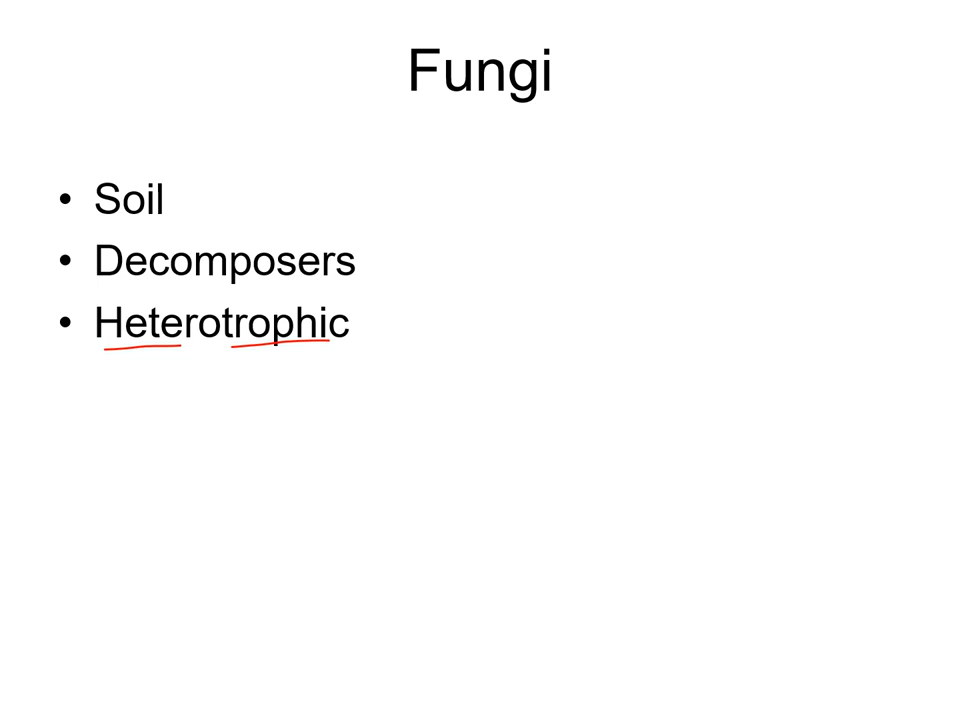 Fungi
• Soil
• Decomposers
• Heterotrophic